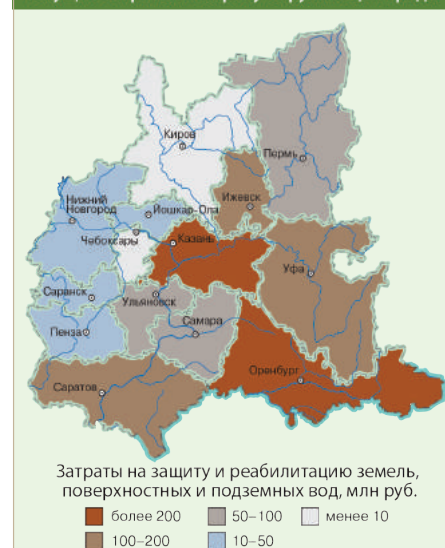 Киров
Пермь
Ижевск
Нижний
Новгород
Йошкар-Ола
Чебоксары
Казань
Уфа
Саранск
Ульяновск
Самара
Пенза
Оренбург
Саратов
Затраты на защиту и реабилитацию земель,
поверхностных и подземных вод, млн руб.
более 200
50–100
менее 10
100–200
10–50